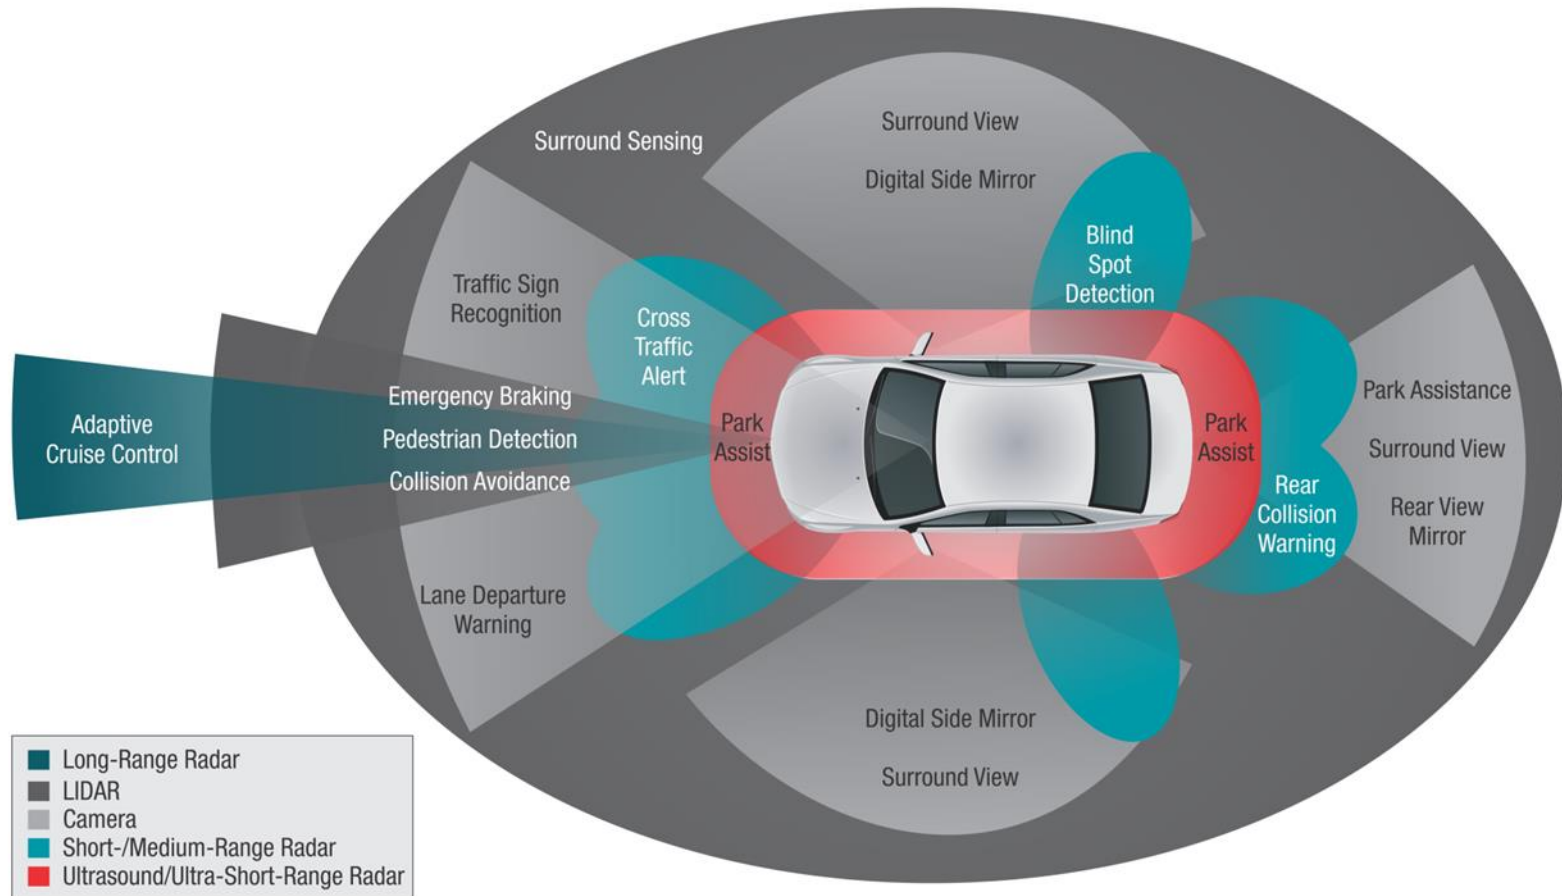 Surround View
Surround Sensing
Digital Side Mirror
Blind
Spot
Detection
Traffic Sign
Recognition
Cross
Traffic
Alert
Emergency Braking
Pedestrian Detection
Collision Avoidance
Adaptive
Cruise Control
Park
Assist
Park
Assist
Park Assistance
Surround View
Rear View
Mirror
Rear
Collision
Warning
Lane Departure
Warning
Digital Side Mirror
Surround View
Long-Range Radar
LIDAR
Camera
Short-/Medium-Range Radar
Ultrasound/Ultra-Short-Range Radar